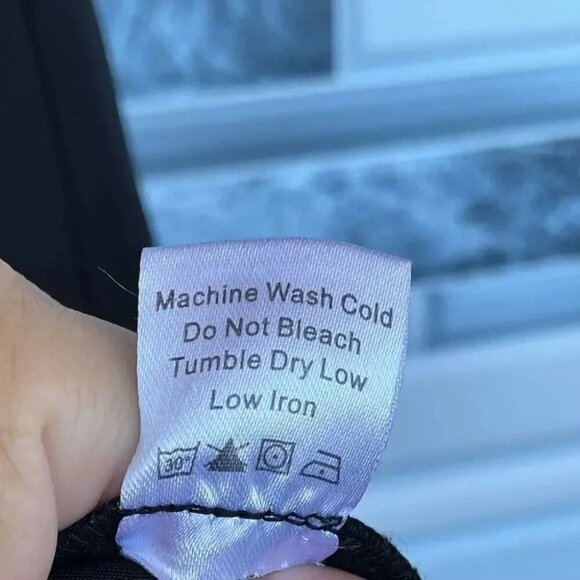 Machine Wash Cold
Do Not Bleach
Tumble Dry Low
Low Iron
30°